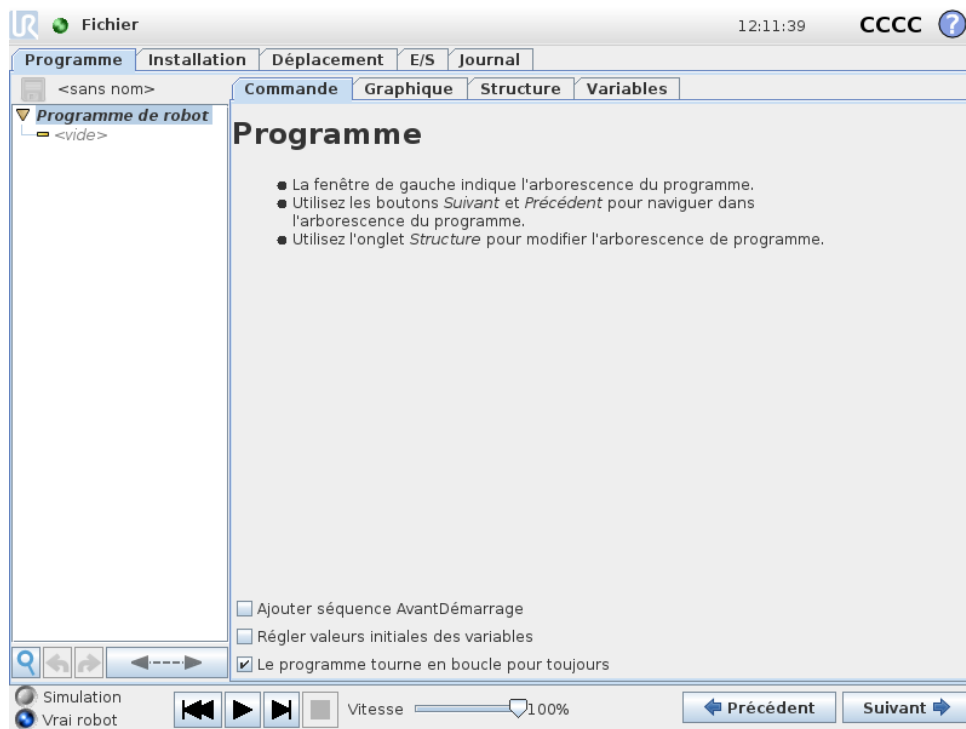 UR Fichier 12:11:39 CCCC ?
Programme Installation Déplacement E/S Journal
<sans nom> Commande Graphique Structure Variables
Programme de robot
<vide>
Programme
La fenêtre de gauche indique l'arborescence du programme.
Utilisez les boutons Suivant et Précédent pour naviguer dans
l'arborescence du programme.
Utilisez l'onglet Structure pour modifier l'arborescence de programme.
Ajouter séquence AvantDémarrage
Régler valeurs initiales des variables
Le programme tourne en boucle pour toujours
Simulation
Vrai robot
Vitesse 100% Précédent Suivant